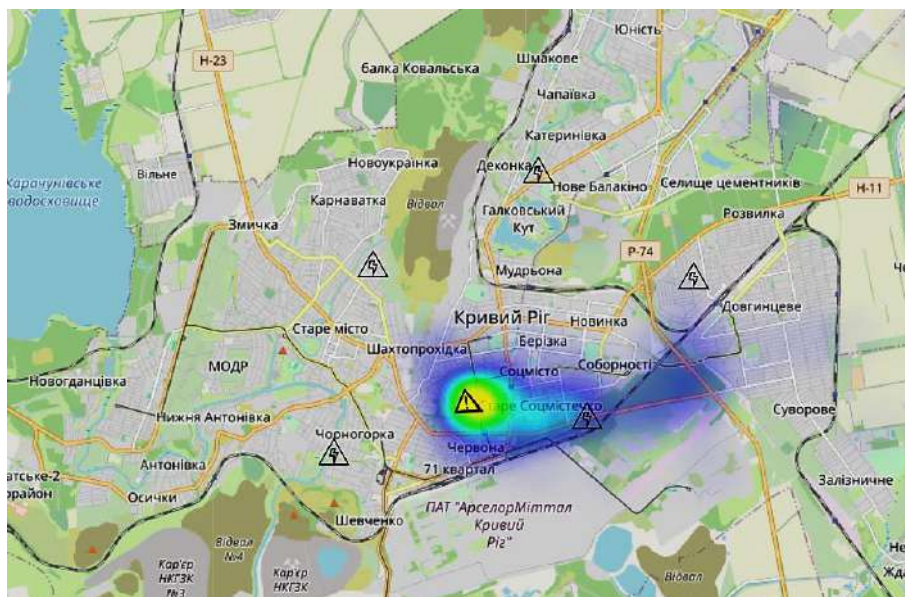 Юність
Шмакове
Н-23
балка Ковальська
Чапаївка
Катеринівка
Новоукраїнка
Деконка
Вільне
Нове Балакіно
Селище цементників
Н-11
Карачунівське
водосховище
Карнаватка
Відвал
Галковський
Кут
Розвилка
Змичка
Р-74
Мудрьона
Довгинцеве
Кривий Ріг
Новинка
Старе місто
Шахтопрохідка
Берізка
Соборності
МОДР
Соцмісто
Новогданцівка
Старе Соцмістечко
Суворове
Нижня Антонівка
Чорногорка
Червона
Антонівка
71 квартал
Залізничне
Осички
Шевченко
ПАТ "АрселорМіттал
Кривий
Ріг"
Відвал
№4
Кар'єр
НКГЗК
№3
Кар'єр
НКГЗК
Відвал